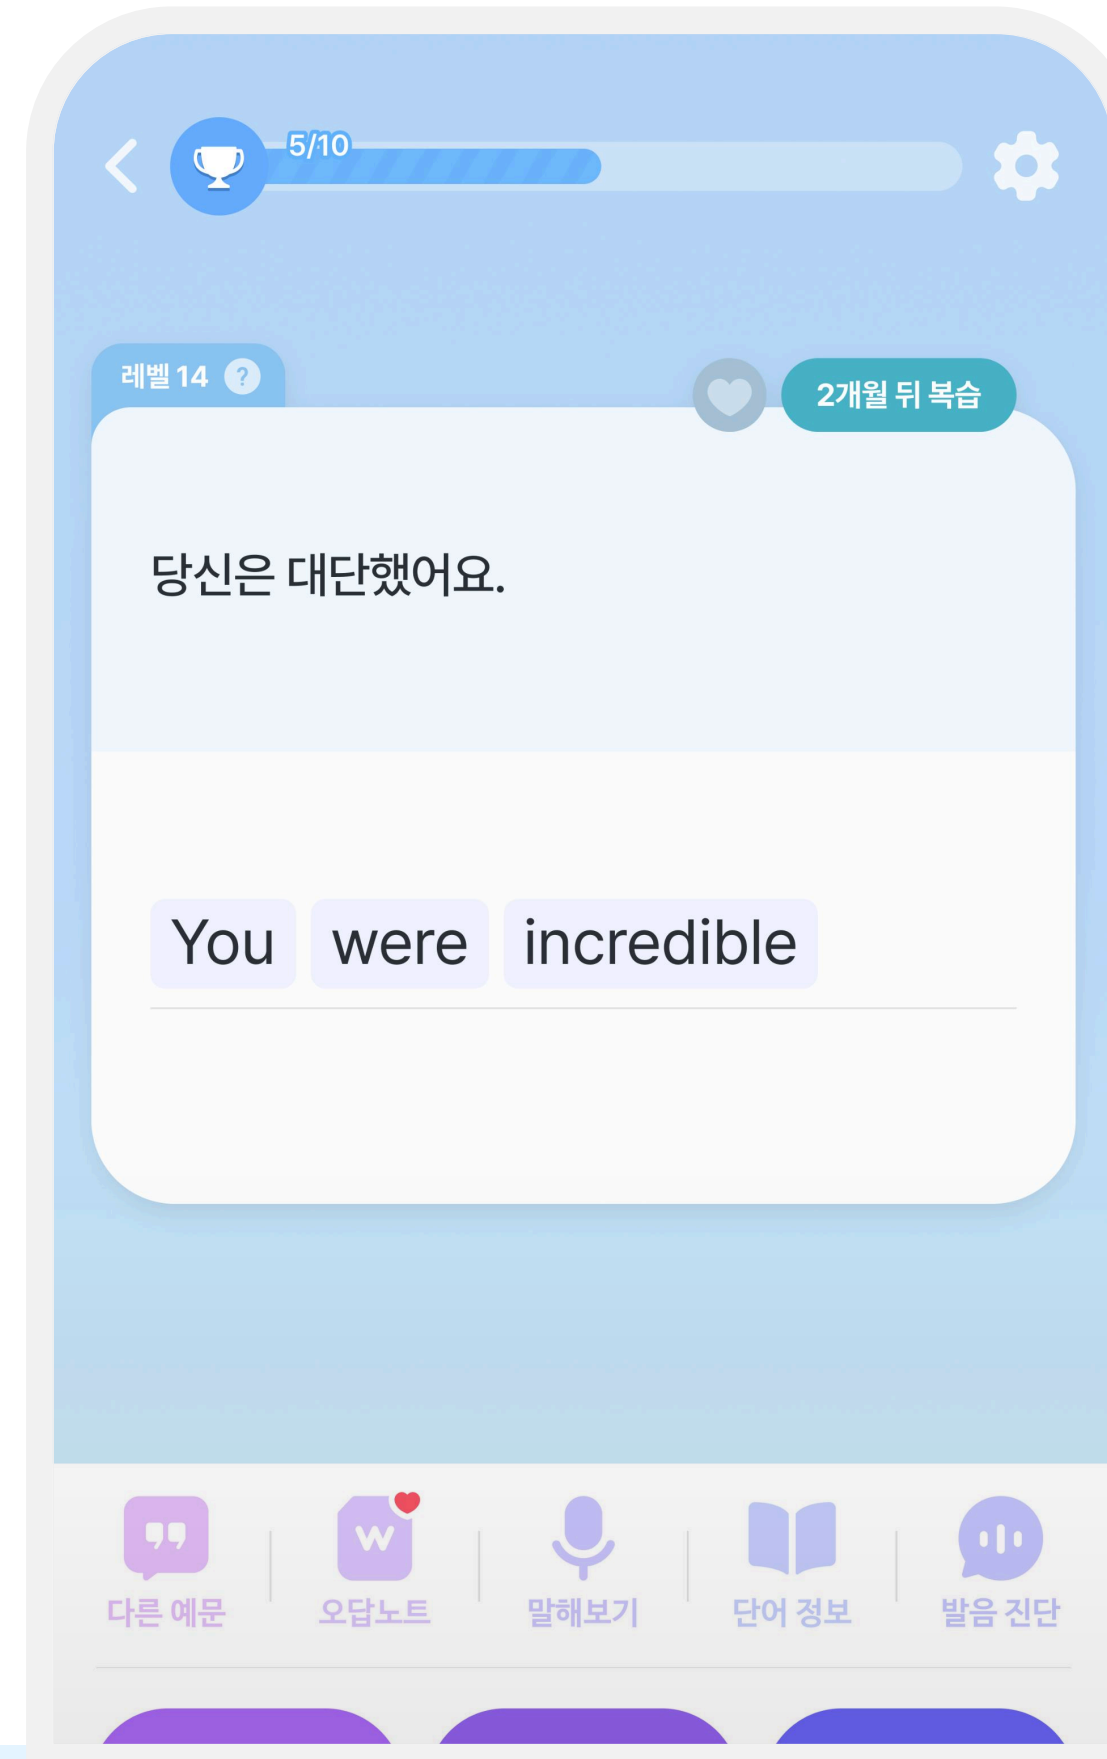 5/10
레벨 14 ?
2개월 뒤 복습
당신은 대단했어요.
You were incredible
다른 예문 오답노트 말해보기 단어 정보 발음 진단